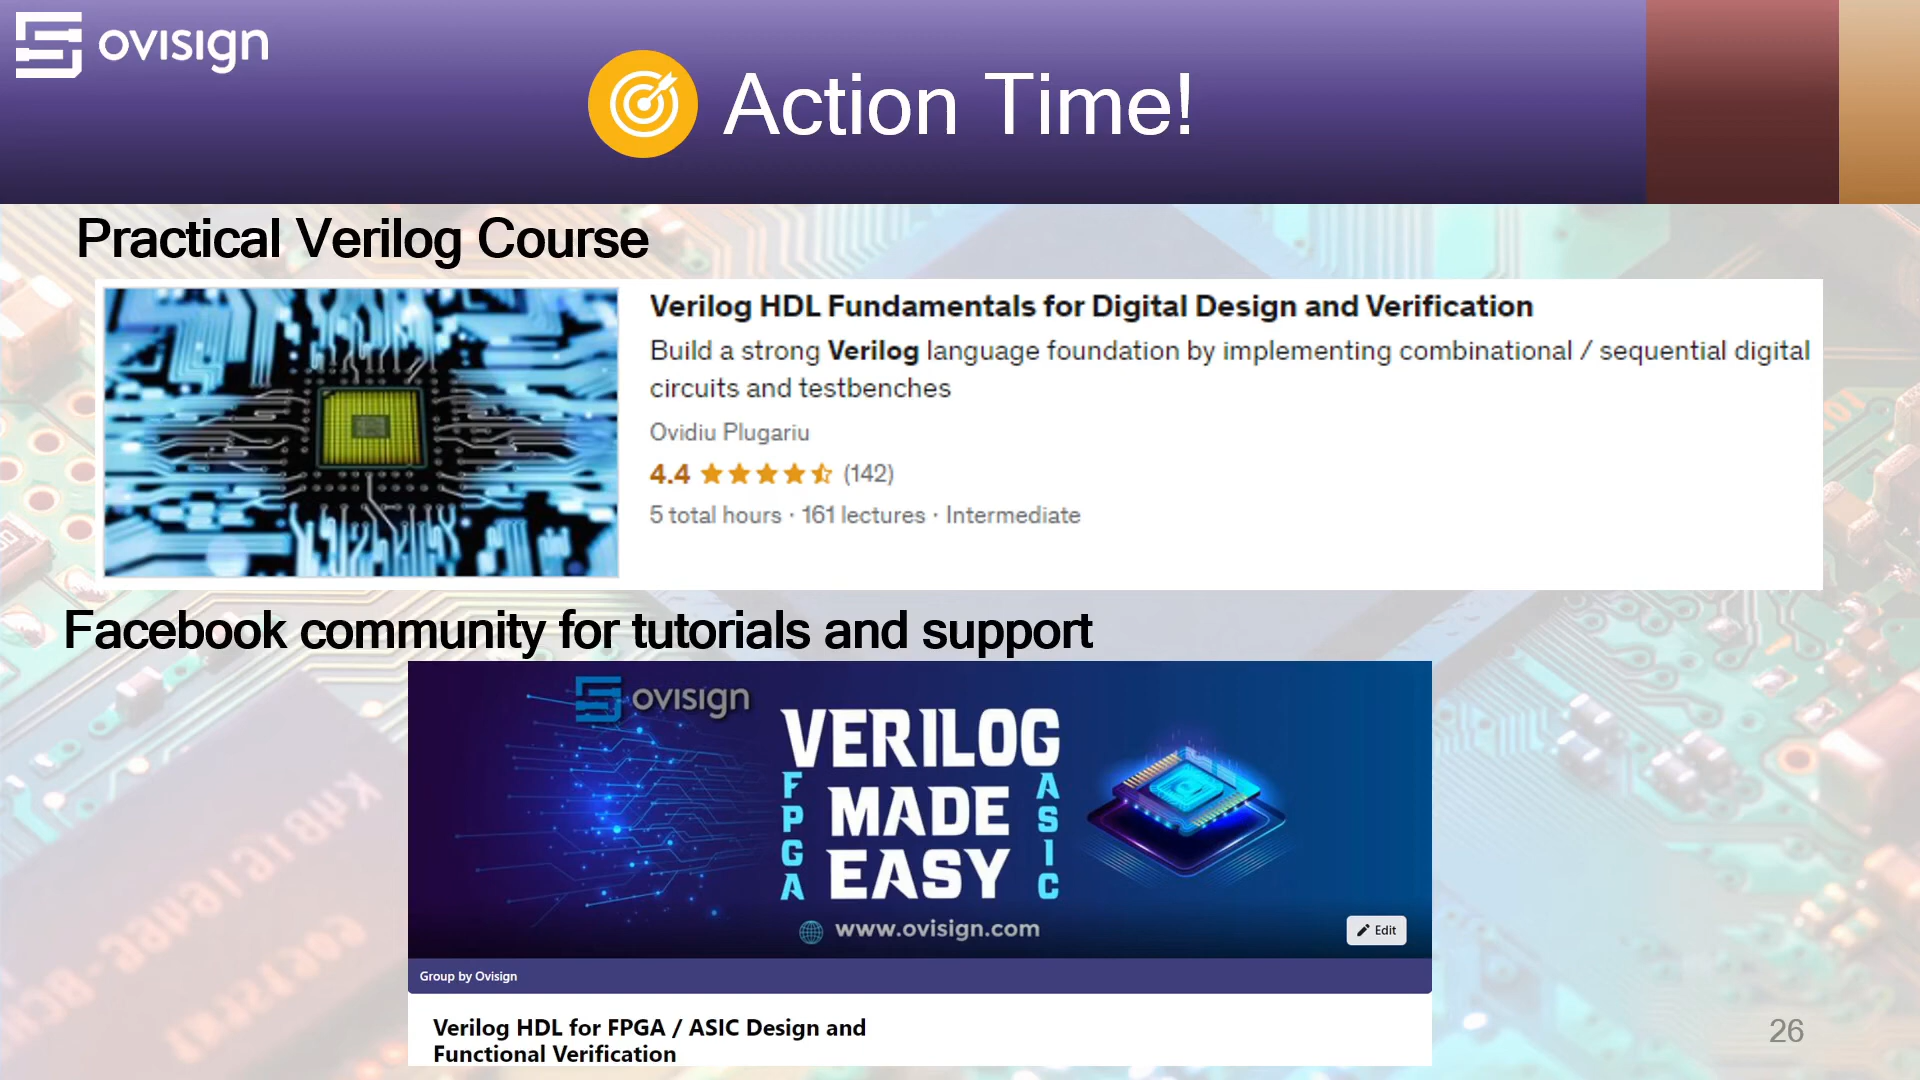 ovisign
Action Time!
Practical Verilog Course
Verilog HDL Fundamentals for Digital Design and Verification
Build a strong Verilog language foundation by implementing combinational / sequential digital
circuits and testbenches
Ovidiu Plugariu
4.4 (142)
5 total hours · 161 lectures · Intermediate
Facebook community for tutorials and support
ovisign
VERILOG
MADE
EASY
FPGA
ASIC
www.ovisign.com
Edit
Group by Ovisign
Verilog HDL for FPGA / ASIC Design and
Functional Verification
26